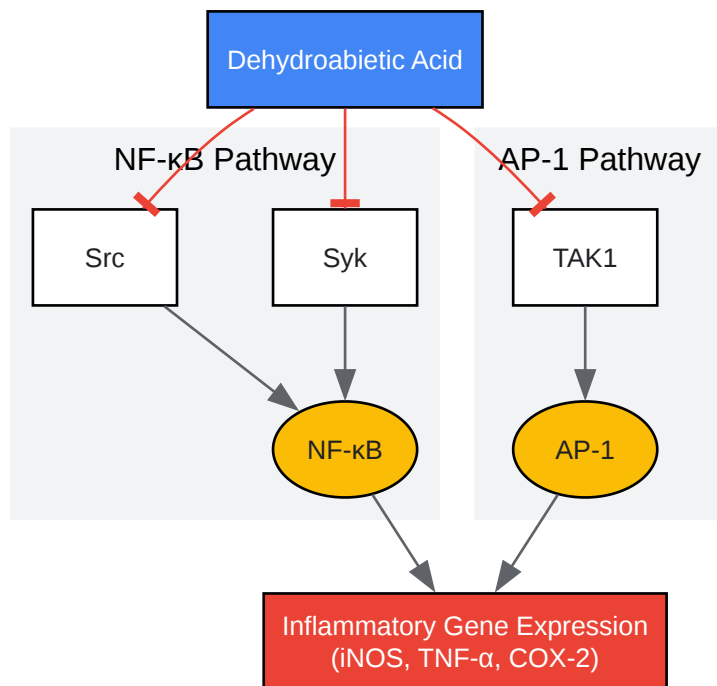 Dehydroabietic Acid
NF-κB Pathway
AP-1 Pathway
Src
Syk
TAK1
NF-κB
AP-1
Inflammatory Gene Expression
(iNOS, TNF-α, COX-2)